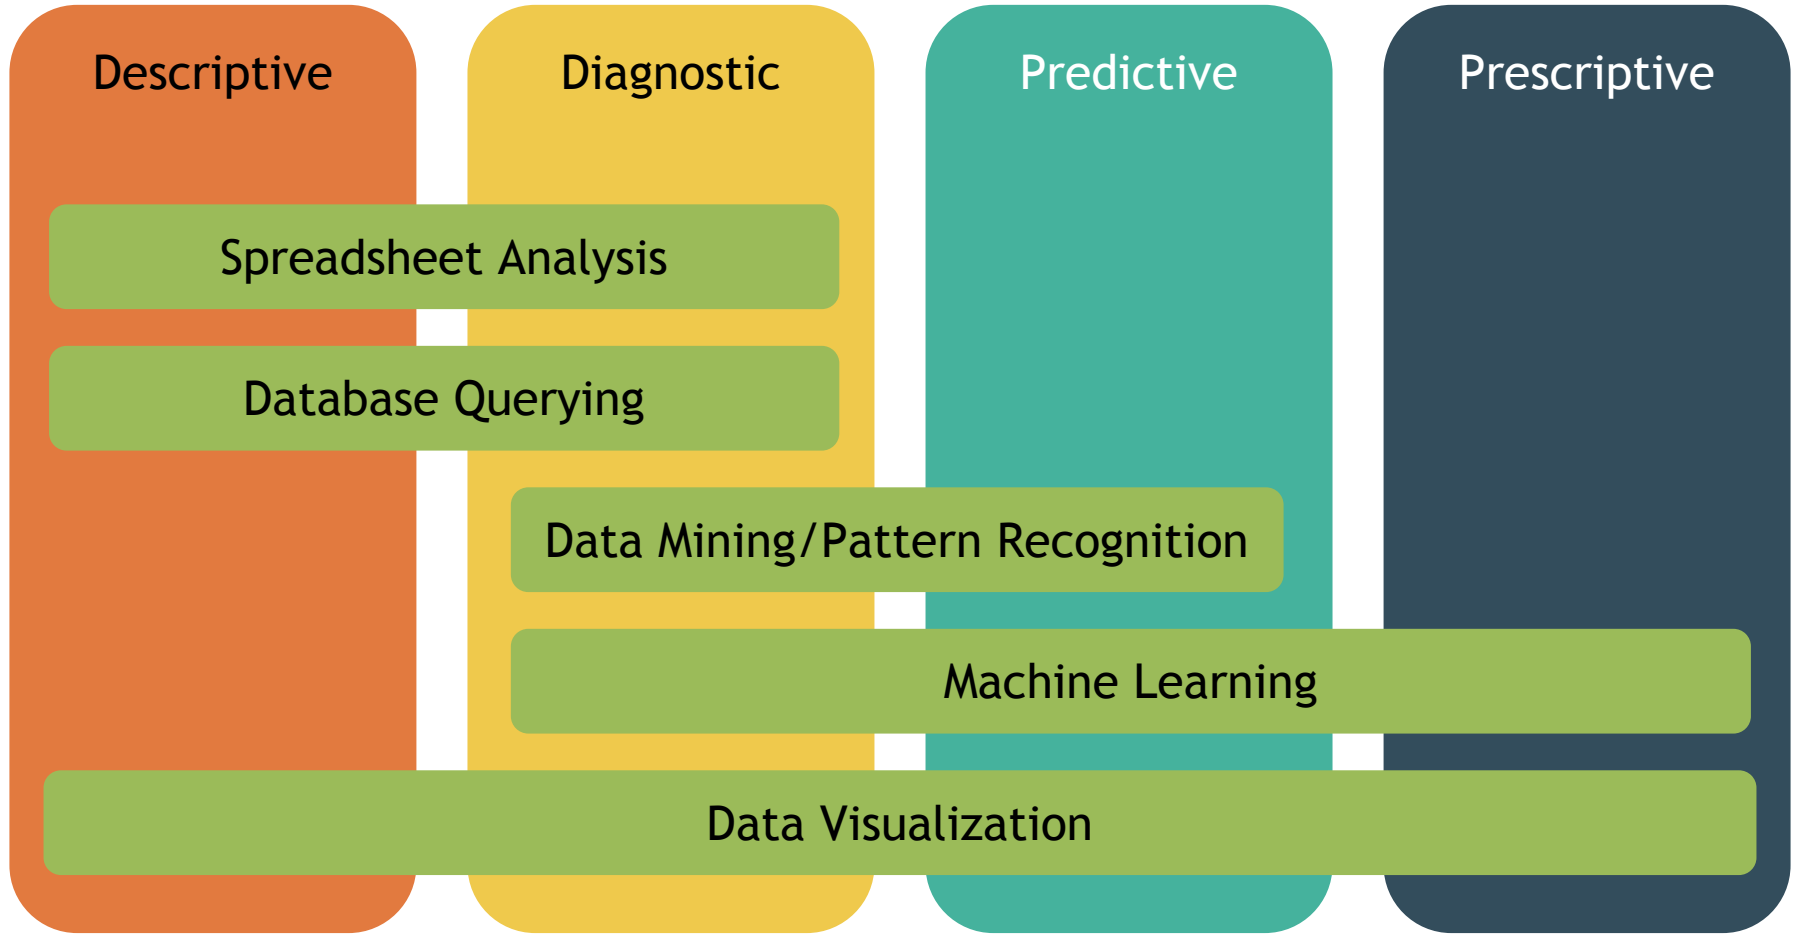 Descriptive
Diagnostic
Predictive
Prescriptive
Spreadsheet Analysis
Database Querying
Data Mining/Pattern Recognition
Machine Learning
Data Visualization